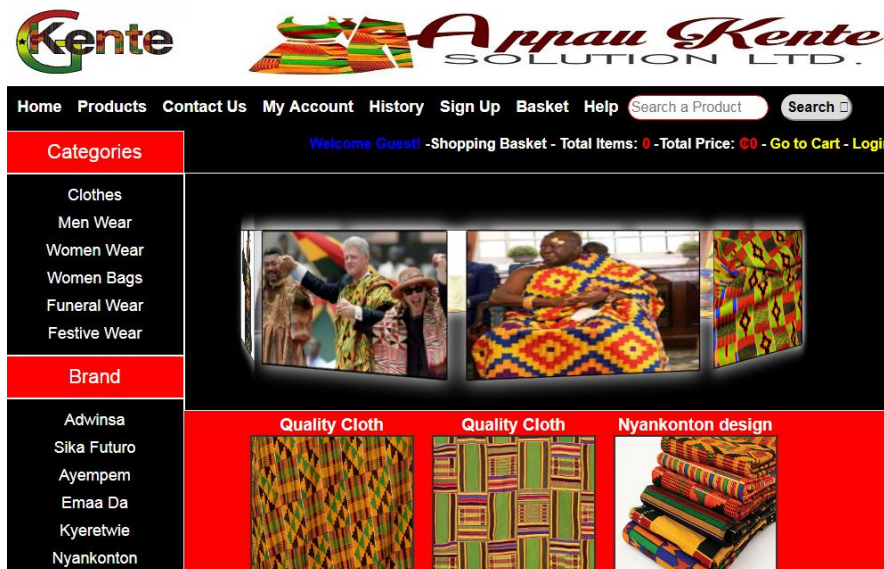 Kente
Appau Kente
SOLUTION LTD.
Home Products Contact Us My Account History Sign Up Basket Help Search a Product Search
Categories
Welcome Guest! -Shopping Basket - Total Items: 0 -Total Price: ₵0 - Go to Cart - Login
Clothes
Men Wear
Women Wear
Women Bags
Funeral Wear
Festive Wear
Brand
Adwinsa
Sika Futuro
Ayempem
Emaa Da
Kyeretwie
Nyankonton
Quality Cloth
Quality Cloth
Nyankonton design